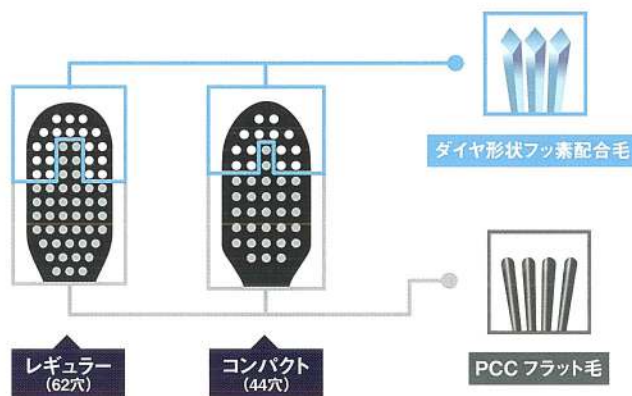 ダイヤ形状フッ素配合毛
PCC フラット毛
レギュラー
(62穴)
コンパクト
(44穴)